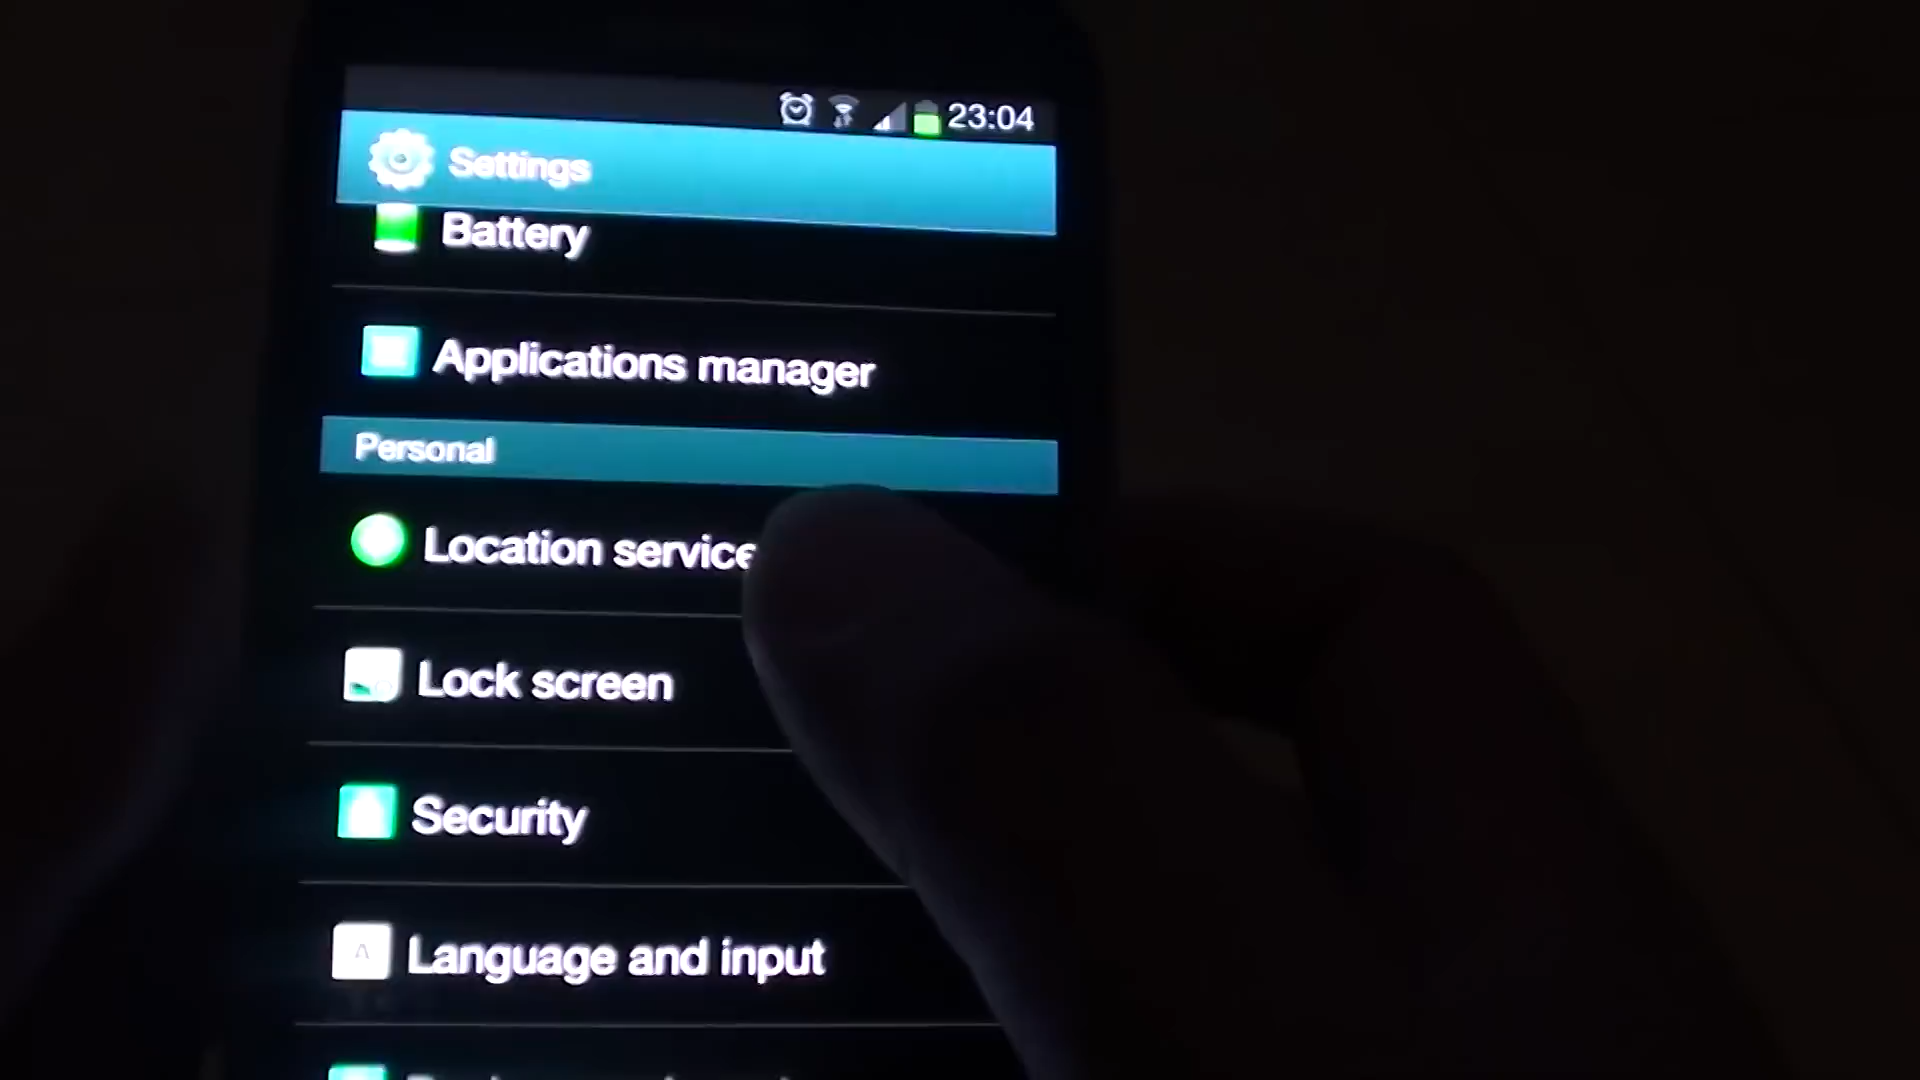 23:04
Settings
Battery
Applications manager
Personal
Location service
Lock screen
Security
A
Language and input